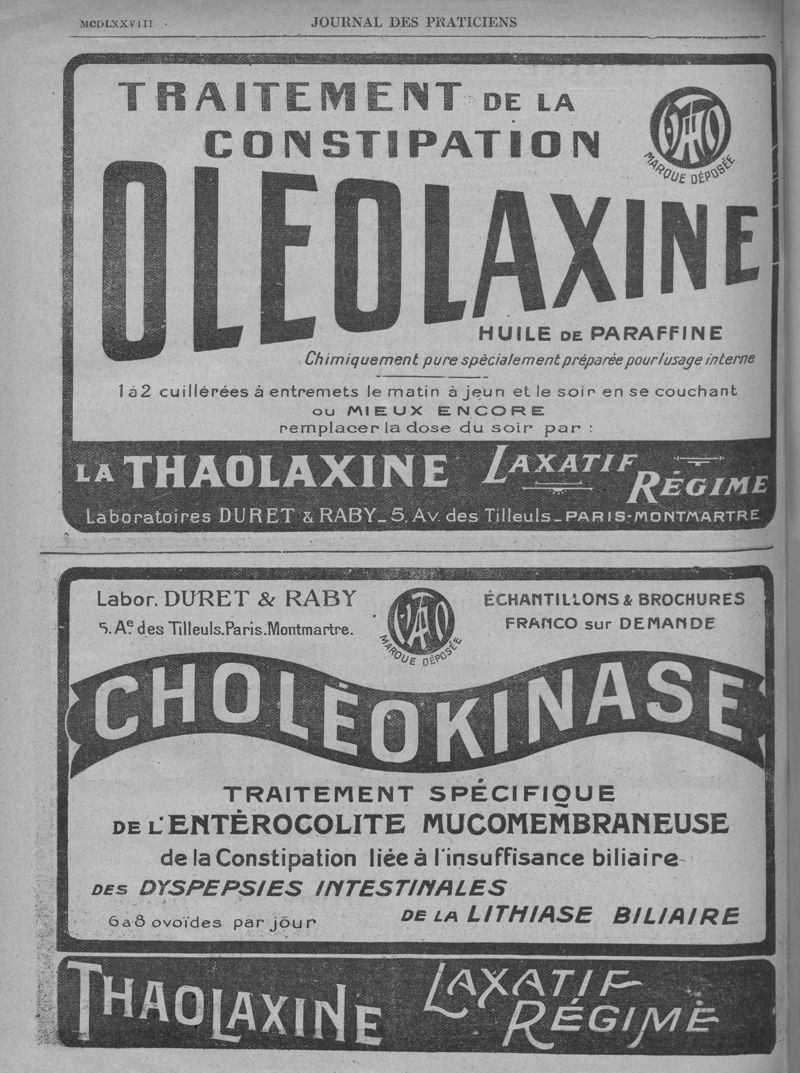 MCDLXXVIII
JOURNAL DES PRATICIENS
TRAITEMENT DE LA
CONSTIPATION
THAO
MARQUE DÉPOSÉE
OLEOLAXINE
HUILE DE PARAFFINE
Chimiquement pure spécialement préparée pour l'usage interne
1 à 2 cuillérées à entremets le matin à jeun et le soir en se couchant
OU MIEUX ENCORE
remplacer la dose du soir par :
LA THAOLAXINE LAXATIF RÉGIME
Laboratoires DURET & RABY_5, Av. des Tilleuls_PARIS-MONTMARTRE
Labor. DURET & RABY
5. Ae. des Tilleuls.Paris.Montmartre.
THAO
MARQUE DÉPOSÉE
ÉCHANTILLONS & BROCHURES
FRANCO sur DEMANDE
CHOLÉOKINASE
TRAITEMENT SPÉCIFIQUE
DE L'ENTÉROCOLITE MUCOMEMBRANEUSE
de la Constipation liée à l'insuffisance biliaire
DES DYSPEPSIES INTESTINALES
6 a 8 ovoïdes par jour
DE LA LITHIASE BILIAIRE
THAOLAXINE LAXATIF RÉGIME